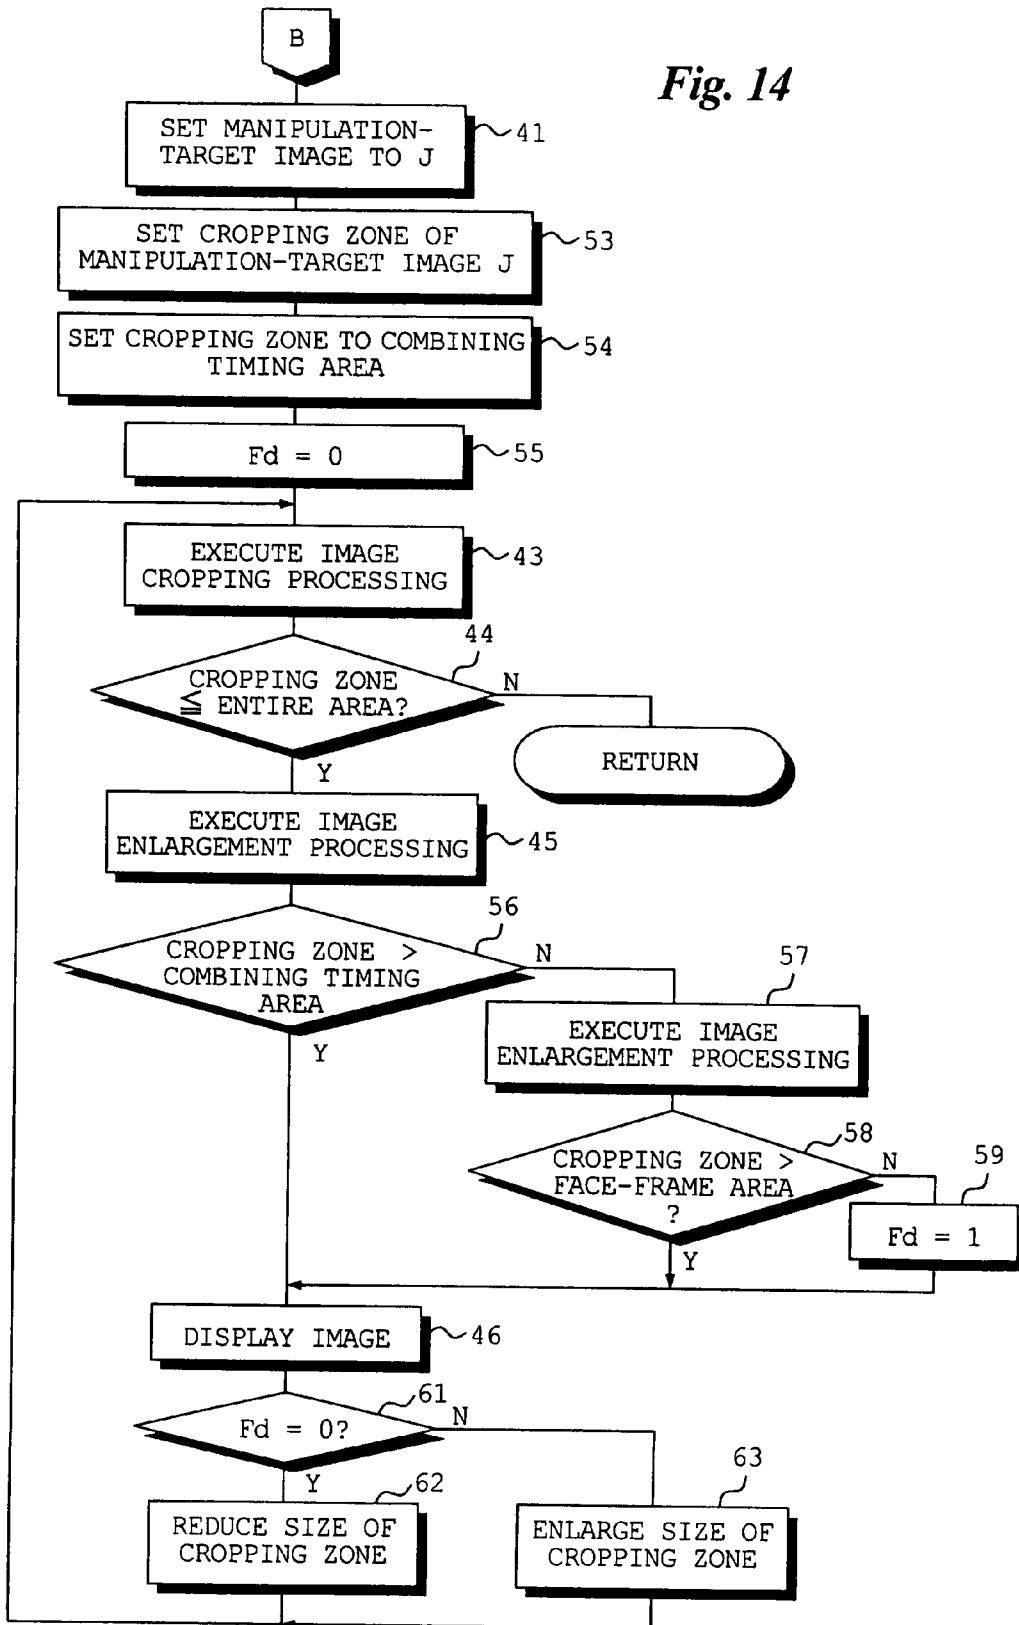 B
Fig. 14
SET MANIPULATION-
TARGET IMAGE TO J
41
SET CROPPING ZONE OF
MANIPULATION-TARGET IMAGE J
53
SET CROPPING ZONE TO COMBINING
TIMING AREA
54
Fd = 0
55
EXECUTE IMAGE
CROPPING PROCESSING
43
44
CROPPING ZONE
≦ ENTIRE AREA?
N
RETURN
Y
EXECUTE IMAGE
ENLARGEMENT PROCESSING
45
56
CROPPING ZONE >
COMBINING TIMING
AREA
N
Y
57
EXECUTE IMAGE
ENLARGEMENT PROCESSING
58
CROPPING ZONE >
FACE-FRAME AREA
?
N
59
Fd = 1
Y
DISPLAY IMAGE
46
61
Fd = 0?
N
Y
62
REDUCE SIZE OF
CROPPING ZONE
63
ENLARGE SIZE OF
CROPPING ZONE